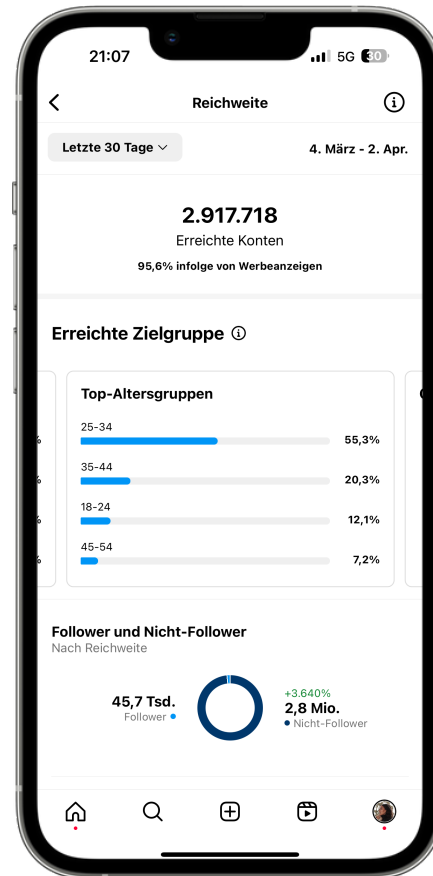 21:07
5G 30
Reichweite
Letzte 30 Tage
4. März - 2. Apr.
2.917.718
Erreichte Konten
95,6% infolge von Werbeanzeigen
Erreichte Zielgruppe
Top-Altersgruppen
25-34
55,3%
35-44
20,3%
18-24
12,1%
45-54
7,2%
Follower und Nicht-Follower
Nach Reichweite
45,7 Tsd.
Follower
+3.640%
2,8 Mio.
Nicht-Follower